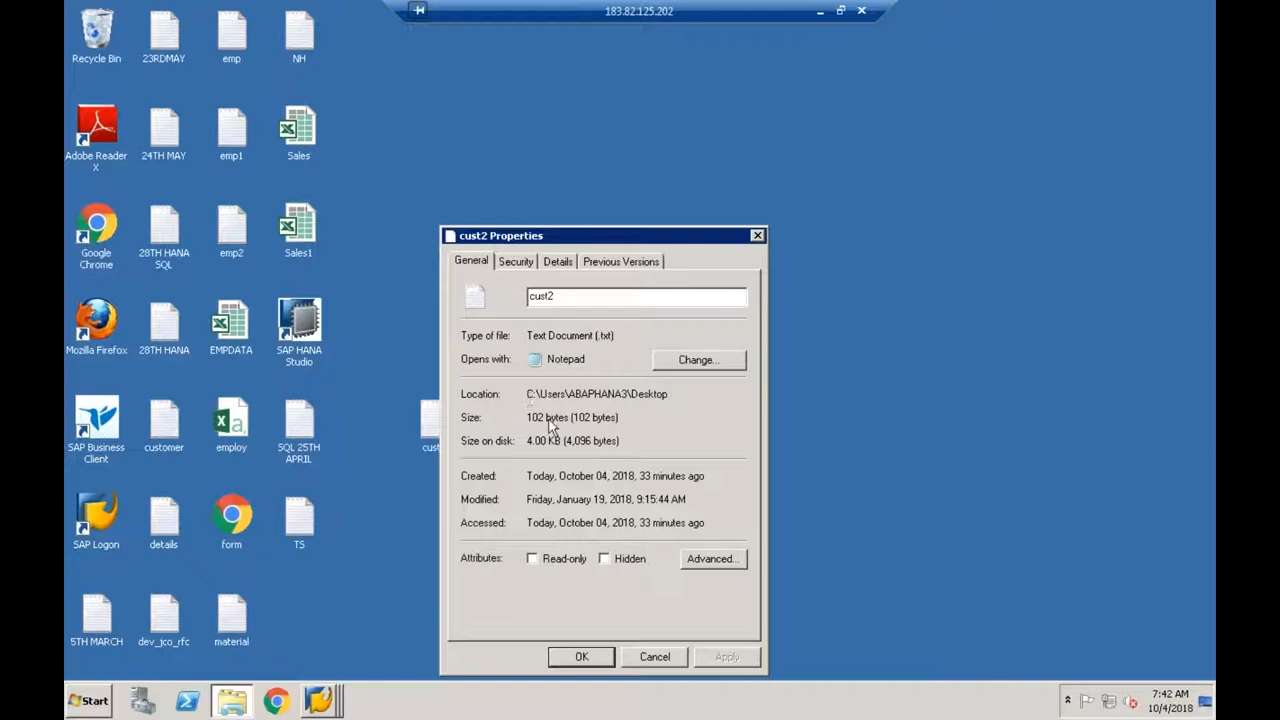 183.82.125.202
Recycle Bin
23RDMAY
emp
NH
Adobe Reader
X
24TH MAY
emp1
Sales
Google
Chrome
28TH HANA
SQL
emp2
Sales1
Mozilla Firefox
28TH HANA
EMPDATA
SAP HANA
Studio
SAP Business
Client
customer
employ
SQL 25TH
APRIL
cus
SAP Logon
details
form
TS
5TH MARCH
dev_jco_rfc
material
cust2 Properties
General
Security
Details
Previous Versions
cust2
Type of file: Text Document (.txt)
Opens with: Notepad
Change...
Location: C:\Users\ABAPHANA3\Desktop
Size: 102 bytes (102 bytes)
Size on disk: 4.00 KB (4,096 bytes)
Created: Today, October 04, 2018, 33 minutes ago
Modified: Friday, January 19, 2018, 9:15:44 AM
Accessed: Today, October 04, 2018, 33 minutes ago
Attributes: Read-only Hidden Advanced...
OK Cancel Apply
Start
7:42 AM
10/4/2018